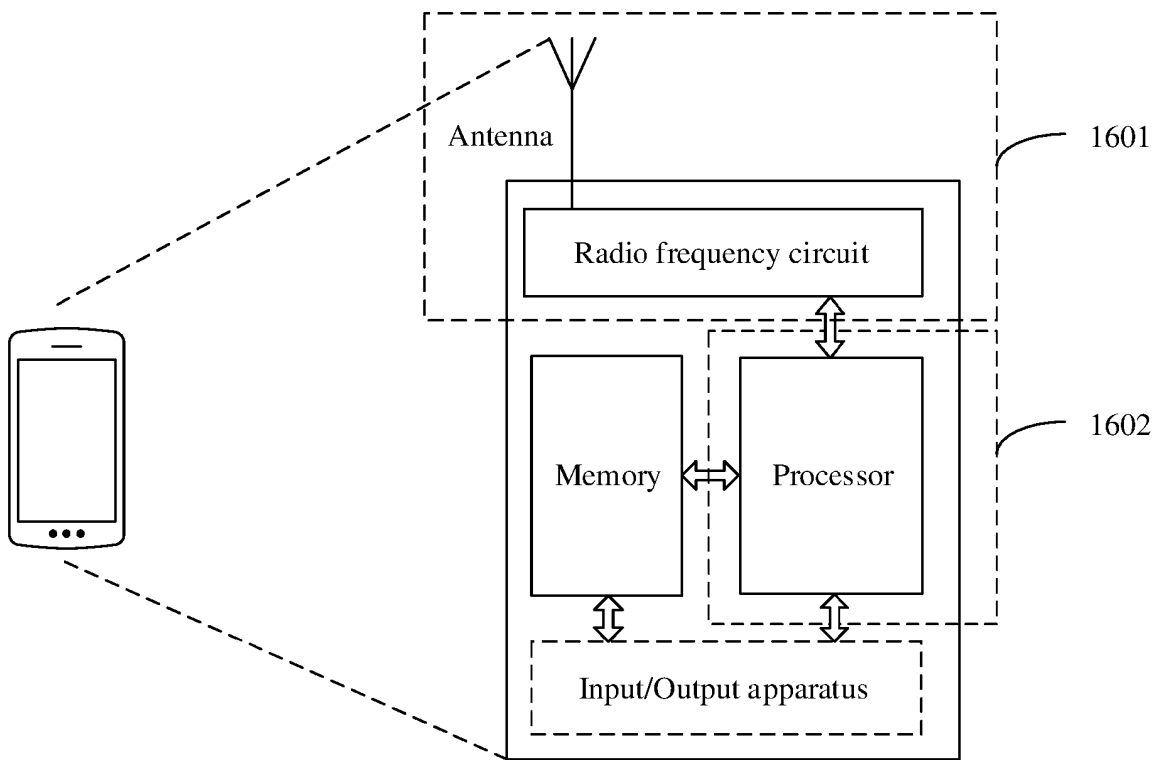 Antenna
1601
Radio frequency circuit
1602
Memory
Processor
Input/Output apparatus